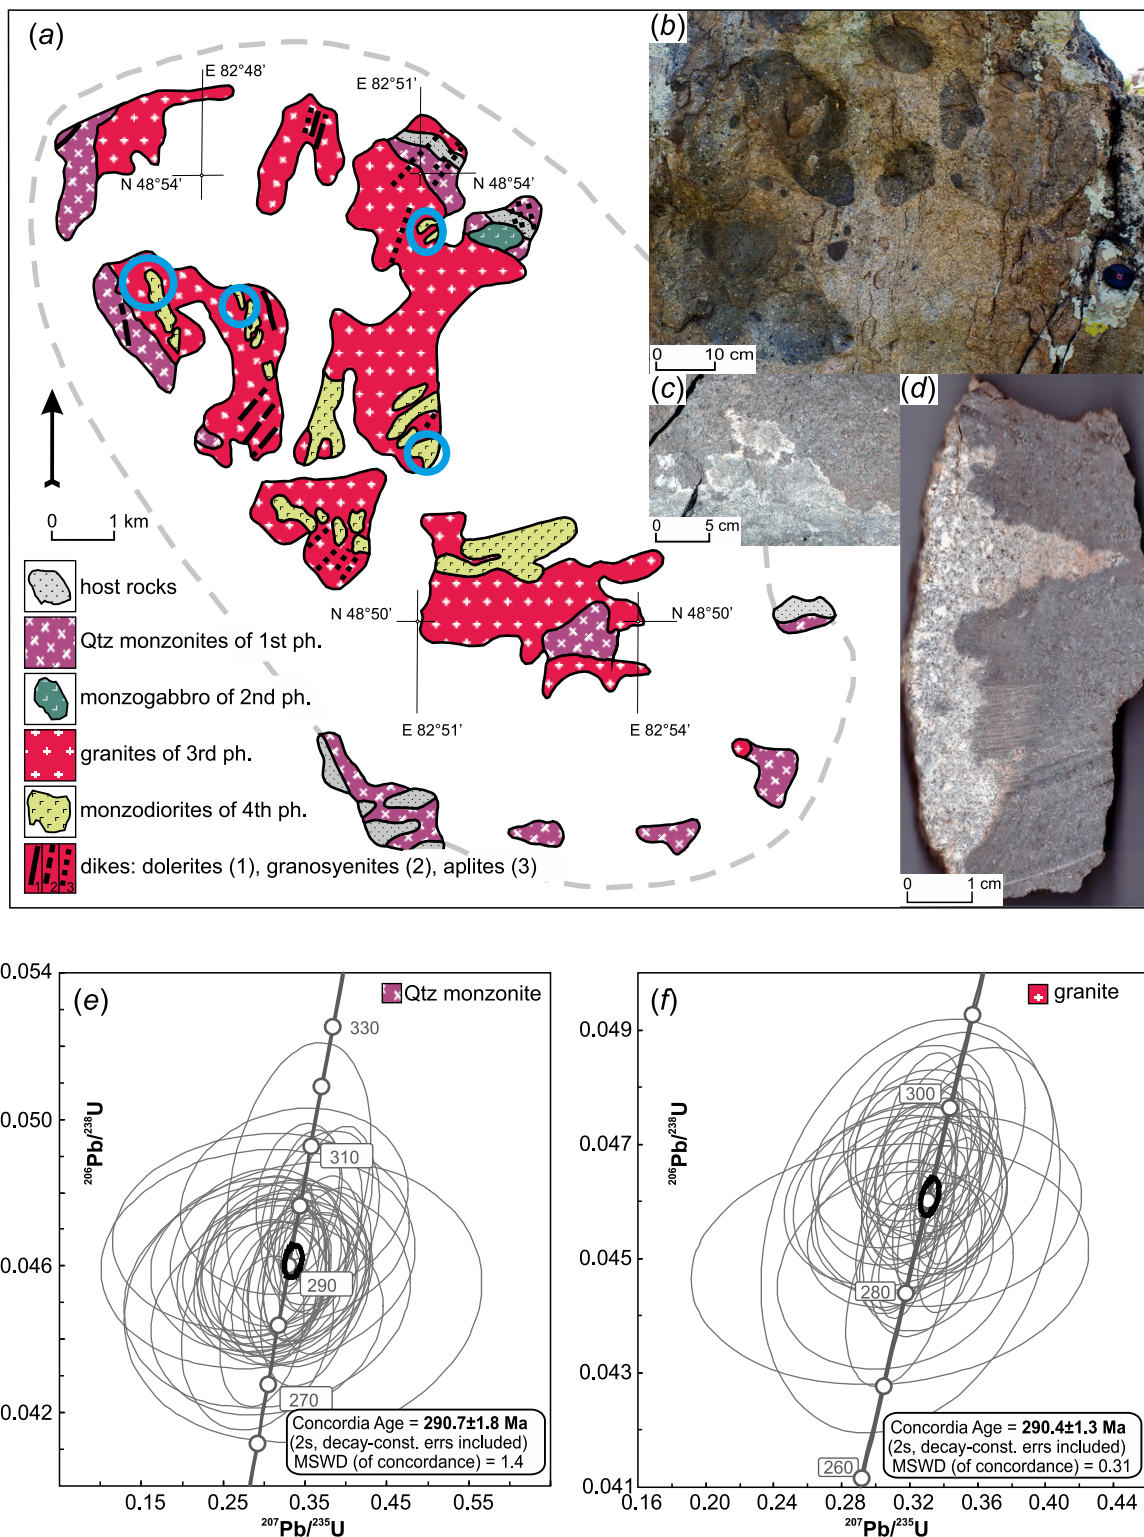 (a)
E 82°48'
E 82°51'
N 48°54'
N 48°54'
0 1 km
N 48°50'
N 48°50'
E 82°51'
E 82°54'
host rocks
Qtz monzonites of 1st ph.
monzogabbro of 2nd ph.
granites of 3rd ph.
monzodiorites of 4th ph.
1 2 3
dikes: dolerites (1), granosyenites (2), aplites (3)
(b)
0 10 cm
(c)
0 5 cm
(d)
0 1 cm
(e)
Qtz monzonite
0.054
0.050
0.046
0.042
206Pb/238U
330
310
290
270
Concordia Age = 290.7±1.8 Ma
(2s, decay-const. errs included)
MSWD (of concordance) = 1.4
0.15 0.25 0.35 0.45 0.55
207Pb/235U
(f)
granite
0.049
0.047
0.045
0.043
0.041
206Pb/238U
300
280
260
Concordia Age = 290.4±1.3 Ma
(2s, decay-const. errs included)
MSWD (of concordance) = 0.31
0.16 0.20 0.24 0.28 0.32 0.36 0.40 0.44
207Pb/235U